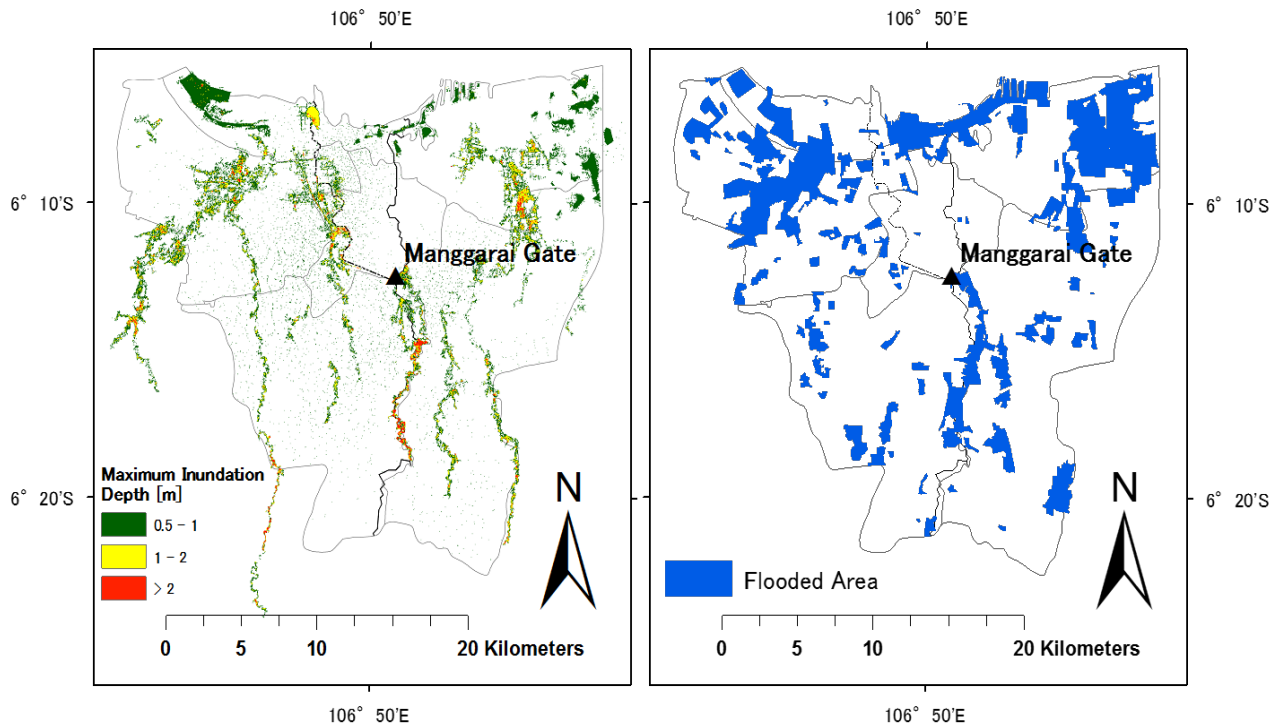 106° 50'E
106° 50'E
6° 10'S
6° 10'S
Manggarai Gate
Manggarai Gate
Maximum Inundation
Depth [m]
0.5 - 1
1 - 2
> 2
6° 20'S
6° 20'S
N
N
Flooded Area
0 5 10 20 Kilometers
0 5 10 20 Kilometers
106° 50'E
106° 50'E